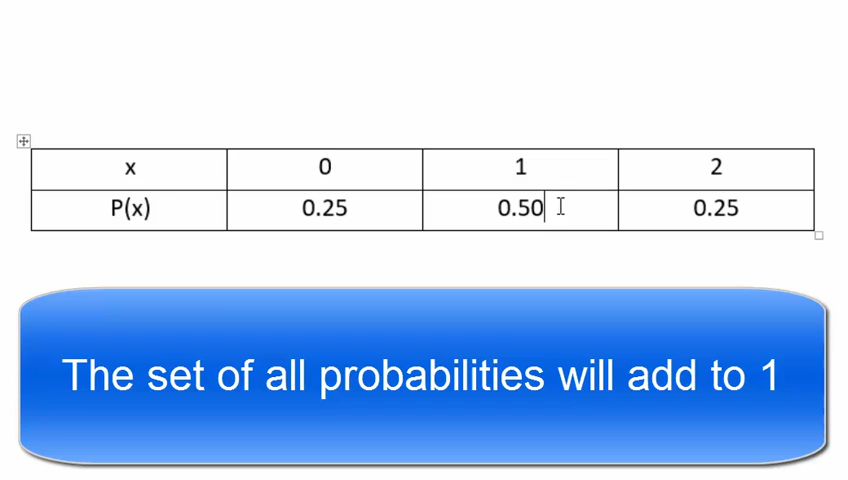 x 0 1 2
P(x) 0.25 0.50 0.25
The set of all probabilities will add to 1